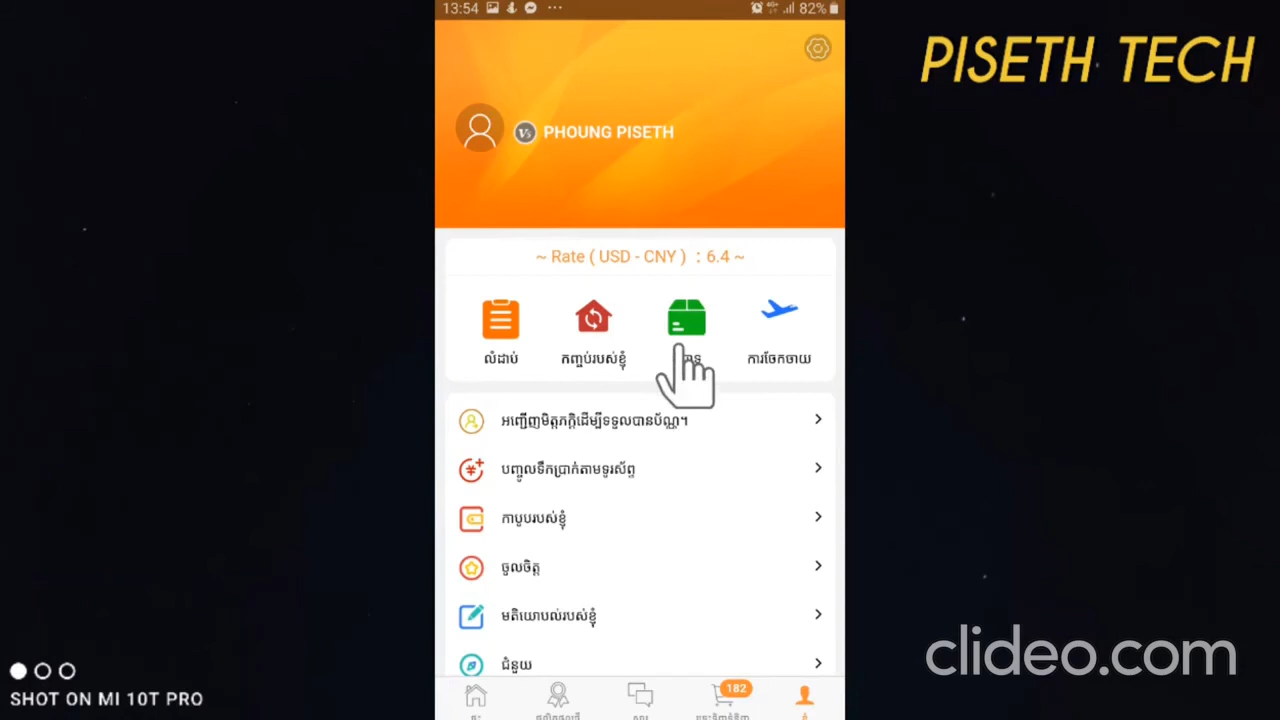 13:54
82%
PISETH TECH
V3 PHOUNG PISETH
~ Rate ( USD - CNY ) : 6.4 ~
លំដាប់
កញ្ចប់របស់ខ្ញុំ
ការចែកចាយ
អញ្ជើញមិត្តភក្តិដើម្បីទទួលបានប័ណ្ណ។
បញ្ចូលទឹកប្រាក់តាមទូរស័ព្ទ
កាបូបរបស់ខ្ញុំ
ចូលចិត្ត
មតិយោបល់របស់ខ្ញុំ
ជំនួយ
182
clideo.com
SHOT ON MI 10T PRO